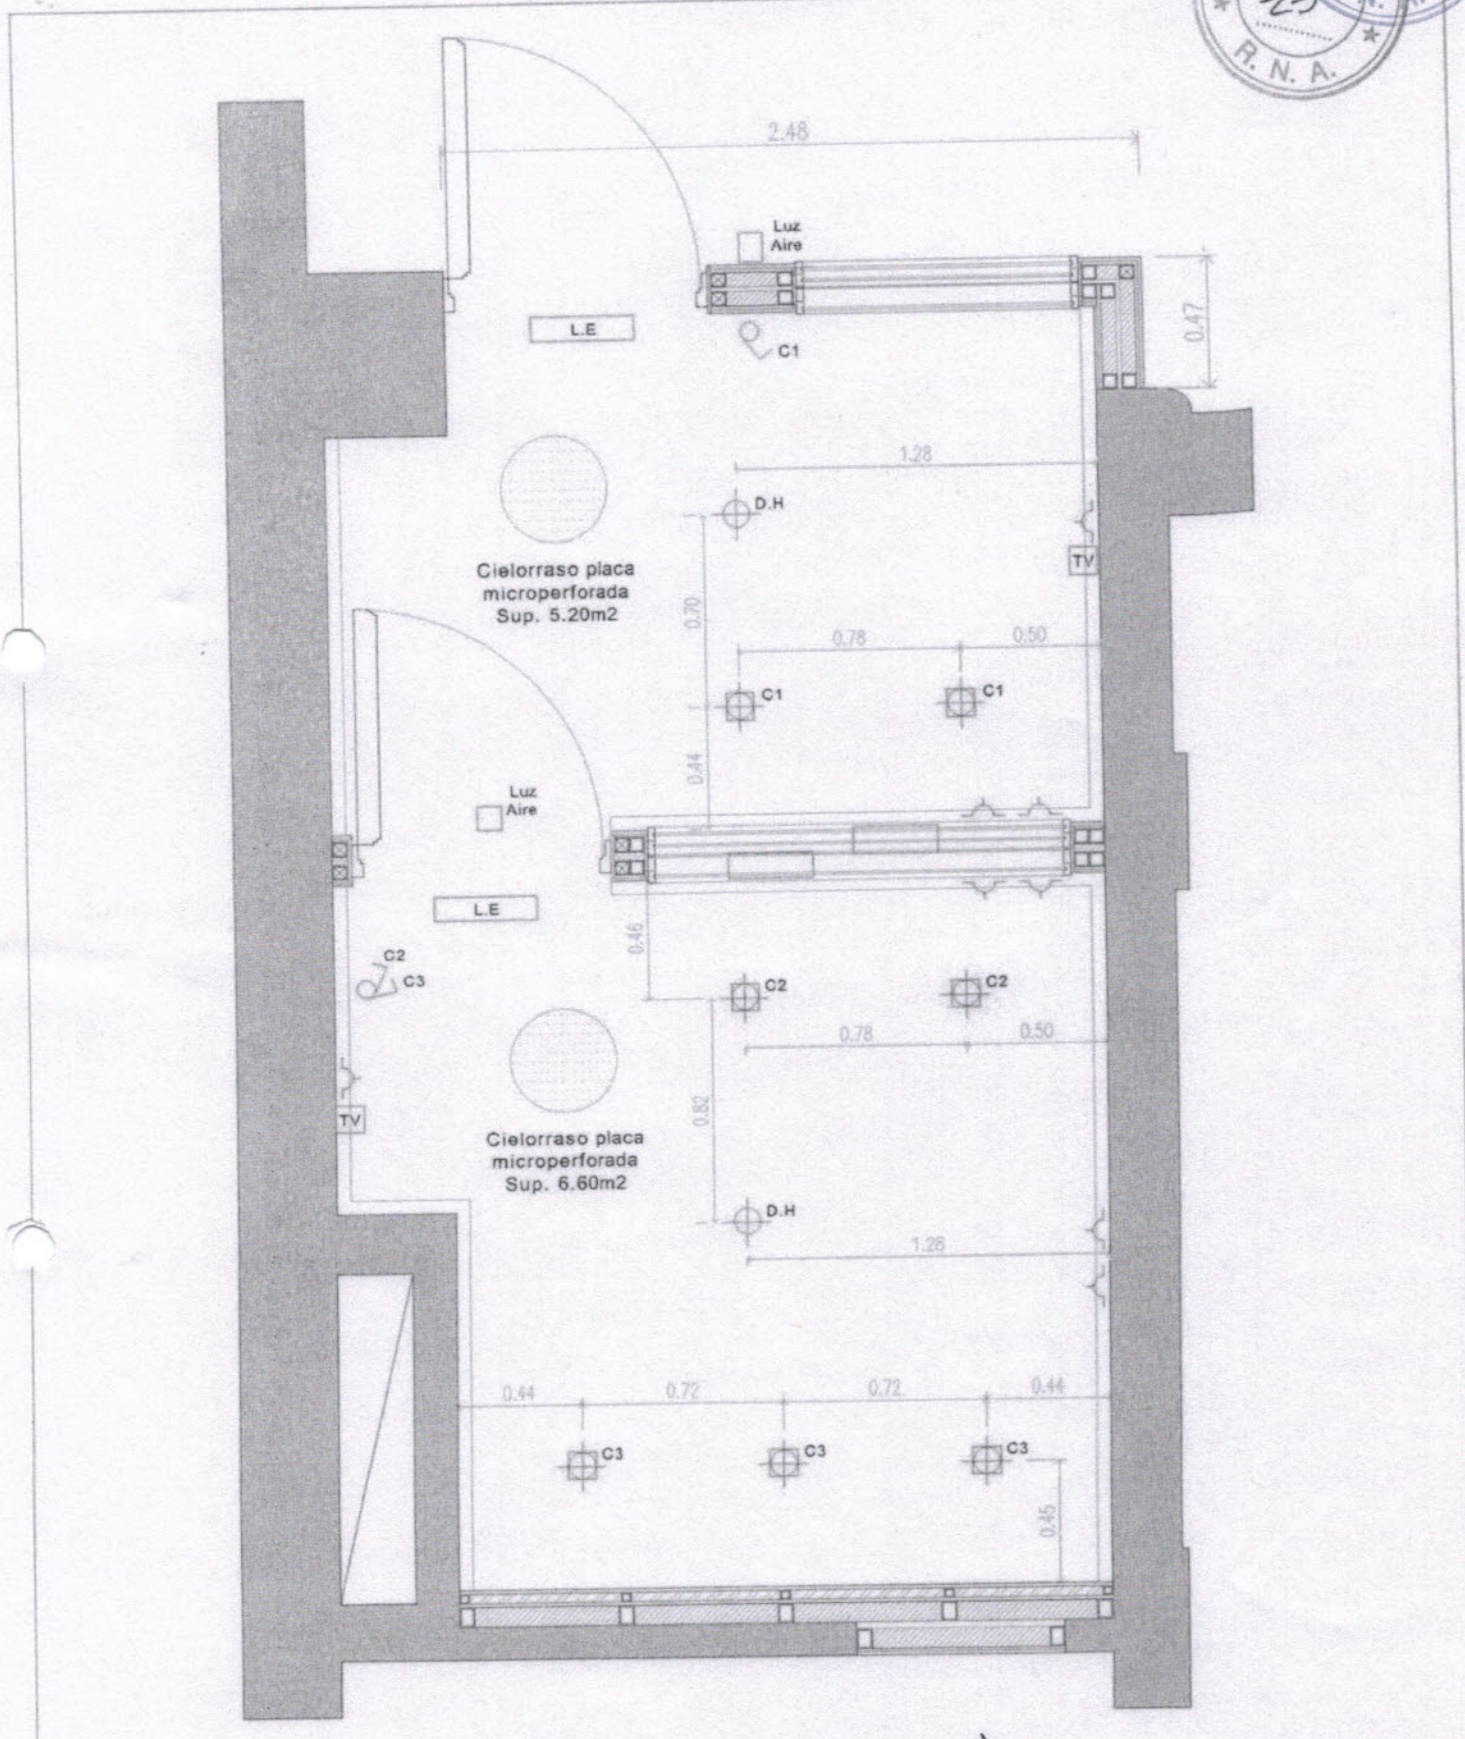 R. N. A.
2.48
Luz
Aire
L.E
C1
0.47
1.28
D.H
TV
Cielorraso placa
microperforada
Sup. 5.20m2
0.70
0.78
0.50
C1
C1
0.44
Luz
Aire
L.E
0.46
C2
C3
C2
C2
0.78
0.50
0.82
TV
Cielorraso placa
microperforada
Sup. 6.60m2
D.H
1.28
0.44
0.72
0.72
0.44
C3
C3
C3
0.45